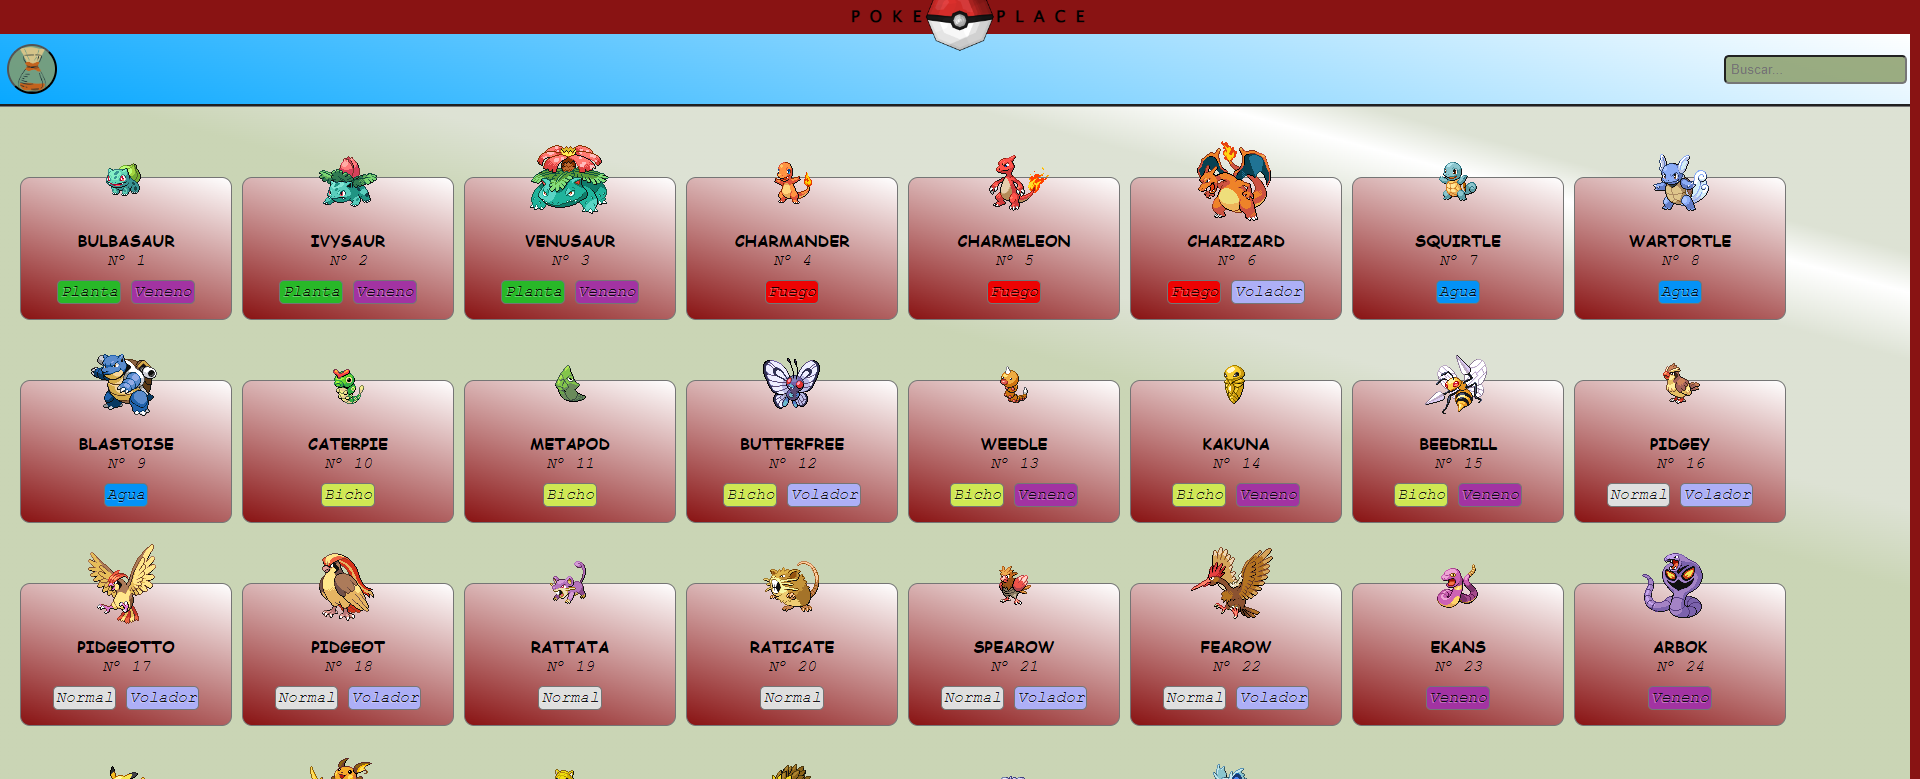 POKE PLACE
Buscar...
BULBASAUR
Nº 1
Planta Veneno
IVYSAUR
Nº 2
Planta Veneno
VENUSAUR
Nº 3
Planta Veneno
CHARMANDER
Nº 4
Fuego
CHARMELEON
Nº 5
Fuego
CHARIZARD
Nº 6
Fuego Volador
SQUIRTLE
Nº 7
Agua
WARTORTLE
Nº 8
Agua
BLASTOISE
Nº 9
Agua
CATERPIE
Nº 10
Bicho
METAPOD
Nº 11
Bicho
BUTTERFREE
Nº 12
Bicho Volador
WEEDLE
Nº 13
Bicho Veneno
KAKUNA
Nº 14
Bicho Veneno
BEEDRILL
Nº 15
Bicho Veneno
PIDGEY
Nº 16
Normal Volador
PIDGEOTTO
Nº 17
Normal Volador
PIDGEOT
Nº 18
Normal Volador
RATTATA
Nº 19
Normal
RATICATE
Nº 20
Normal
SPEAROW
Nº 21
Normal Volador
FEAROW
Nº 22
Normal Volador
EKANS
Nº 23
Veneno
ARBOK
Nº 24
Veneno